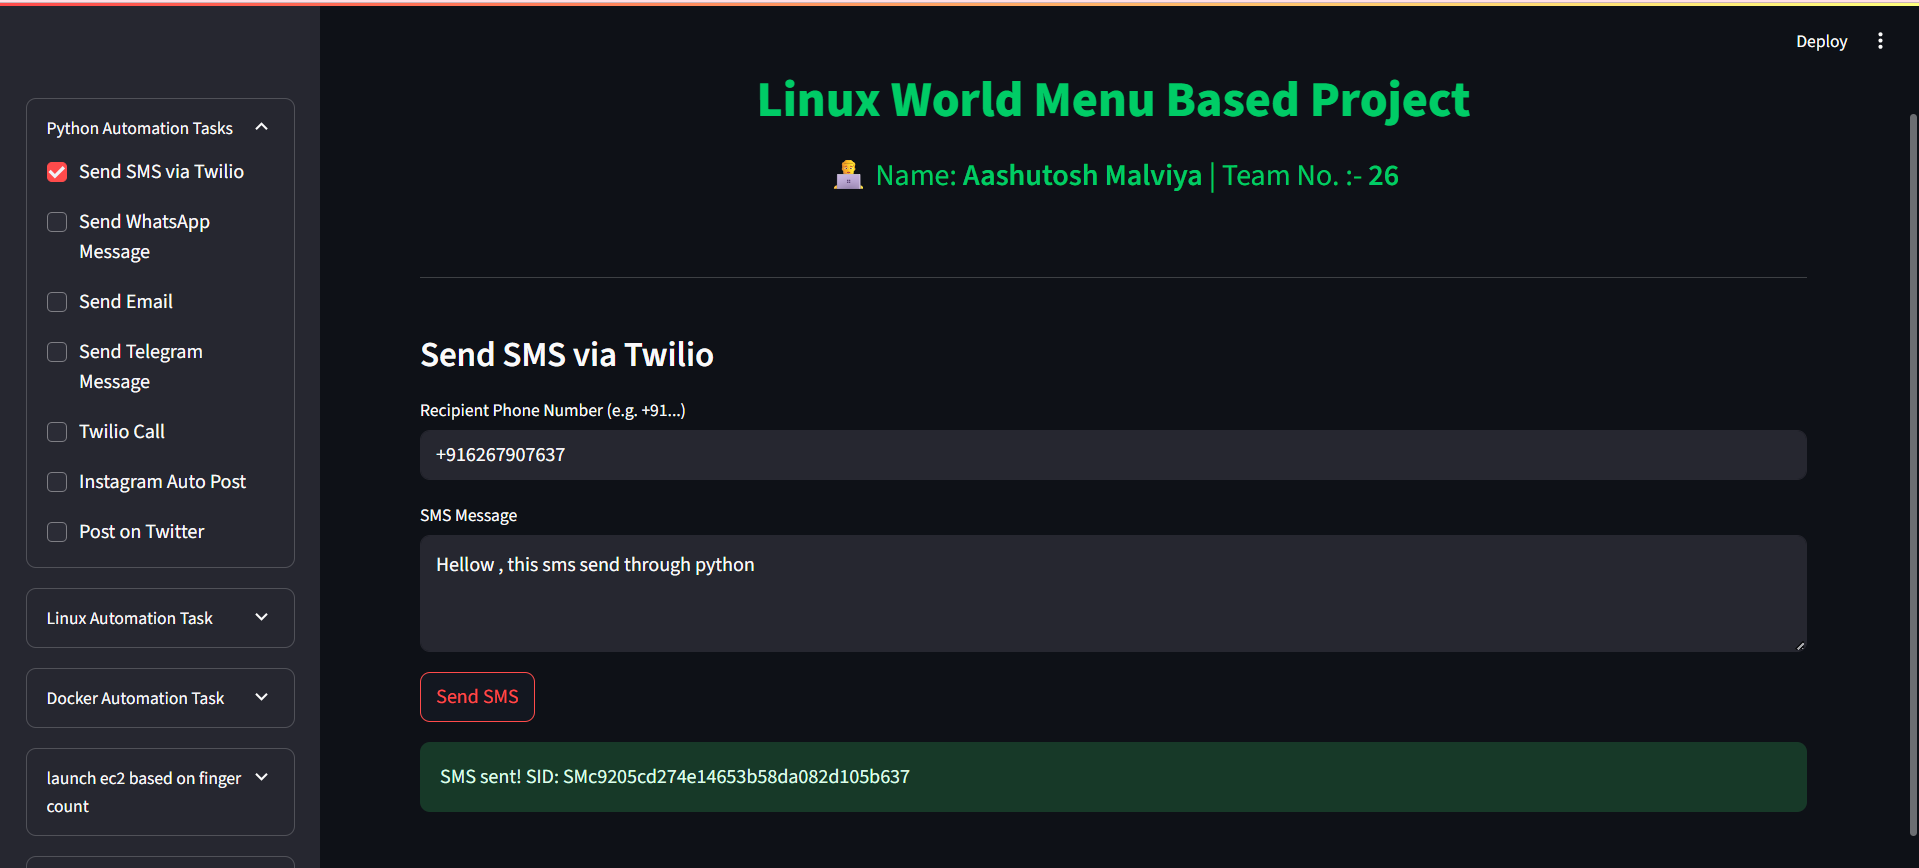 Deploy
Python Automation Tasks
Send SMS via Twilio
Send WhatsApp
Message
Send Email
Send Telegram
Message
Twilio Call
Instagram Auto Post
Post on Twitter
Linux Automation Task
Docker Automation Task
launch ec2 based on finger
count
Linux World Menu Based Project
Name: Aashutosh Malviya | Team No. :- 26
Send SMS via Twilio
Recipient Phone Number (e.g. +91...)
+916267907637
SMS Message
Hellow , this sms send through python
Send SMS
SMS sent! SID: SMc9205cd274e14653b58da082d105b637